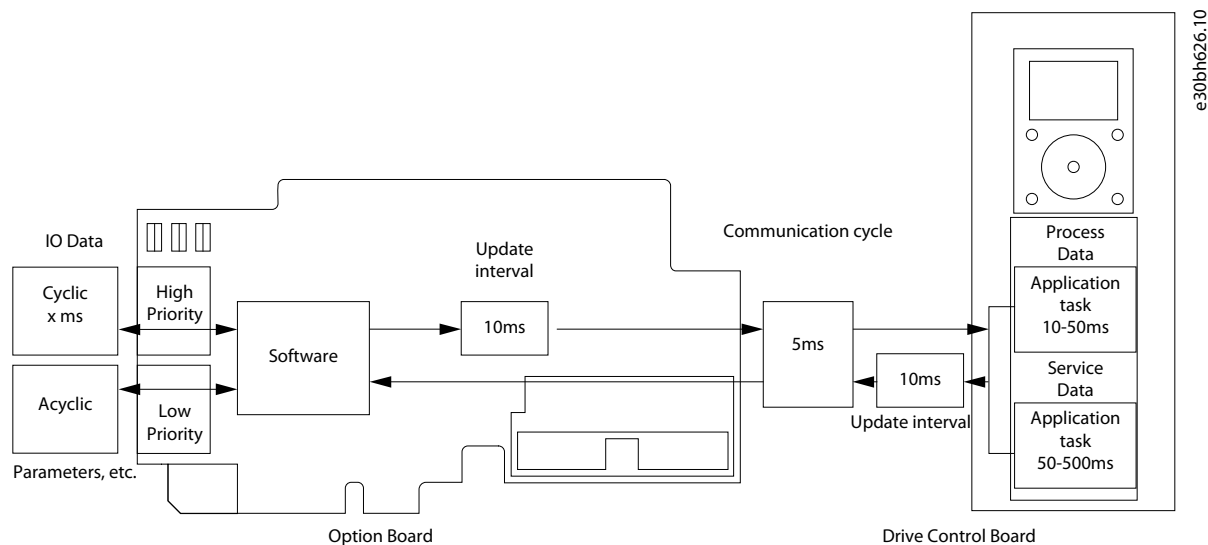 e30bh626.10
IO Data
Cyclic
x ms
High
Priority
Acyclic
Low
Priority
Parameters, etc.
Software
Update
interval
10ms
Option Board
Communication cycle
5ms
10ms
Update interval
Process
Data
Application
task
10-50ms
Service
Data
Application
task
50-500ms
Drive Control Board